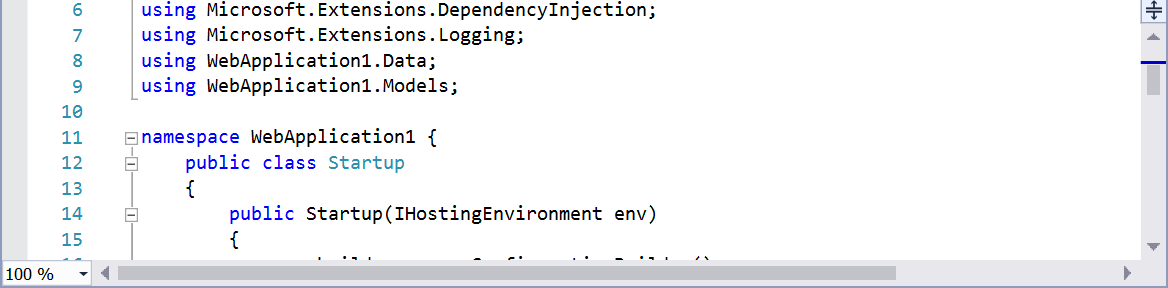 6 using Microsoft.Extensions.DependencyInjection;
7 using Microsoft.Extensions.Logging;
8 using WebApplication1.Data;
9 using WebApplication1.Models;
10
11 namespace WebApplication1 {
12 public class Startup
13 {
14 public Startup(IHostingEnvironment env)
15 {
100 %